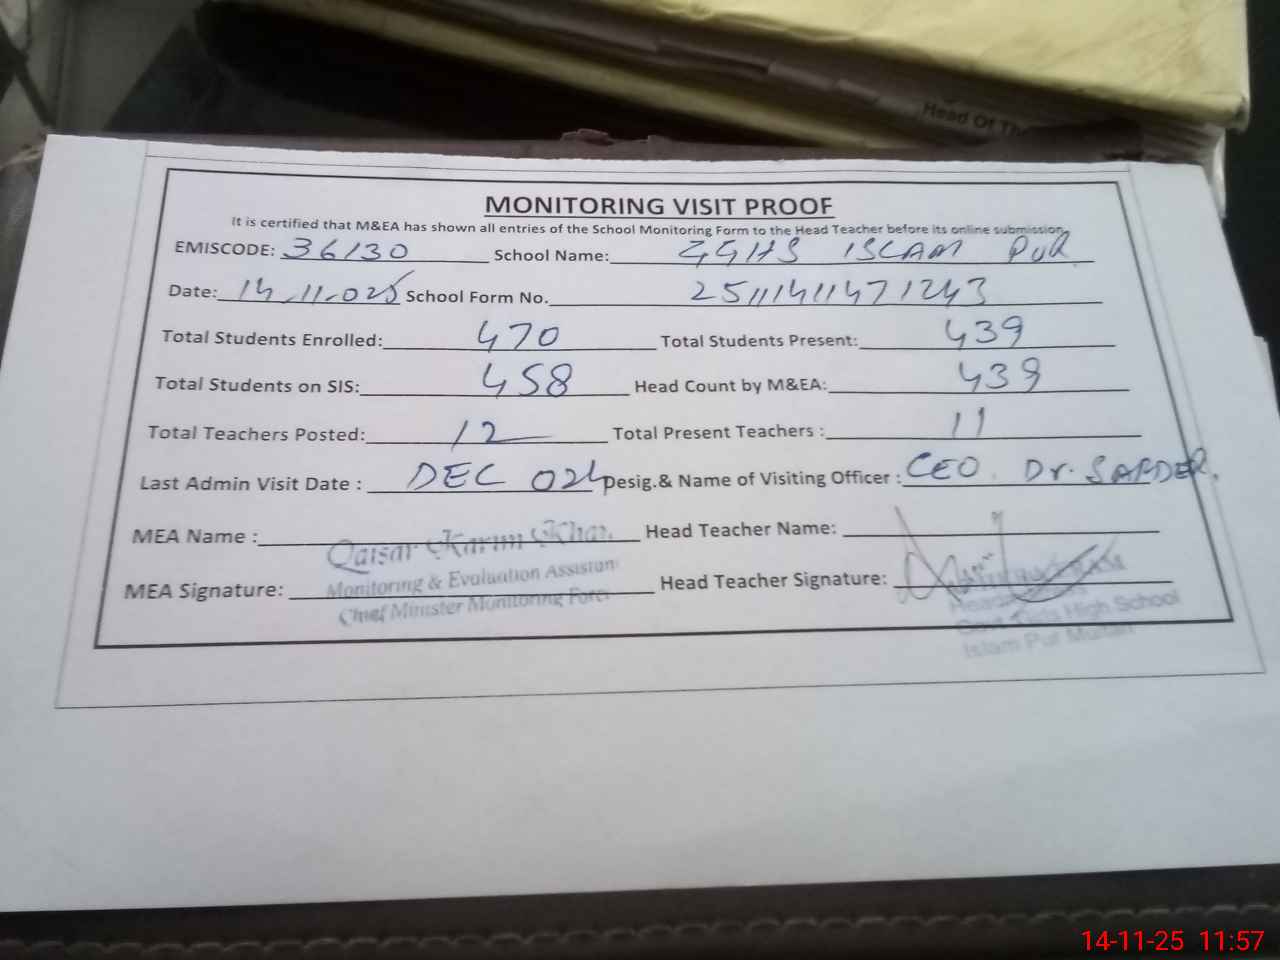 Head Of The
MONITORING VISIT PROOF
It is certified that M&EA has shown all entries of the School Monitoring Form to the Head Teacher before its online submission.
EMISCODE: 36130 School Name: GGHS ISLAM PUR
Date: 14-11-025 School Form No. 25111411471243
Total Students Enrolled: 470 Total Students Present: 439
Total Students on SIS: 458 Head Count by M&EA: 439
Total Teachers Posted: 12 Total Present Teachers : 11
Last Admin Visit Date : DEC 024 Desig.& Name of Visiting Officer : CEO. Dr. SAFDER.
MEA Name : Qaisar Karim Khan Head Teacher Name:
Monitoring & Evaluation Assistant
MEA Signature: Head Teacher Signature:
Chief Minister Monitoring Force
Govt. Girls High School
Islam Pur Multan
14-11-25 11:57